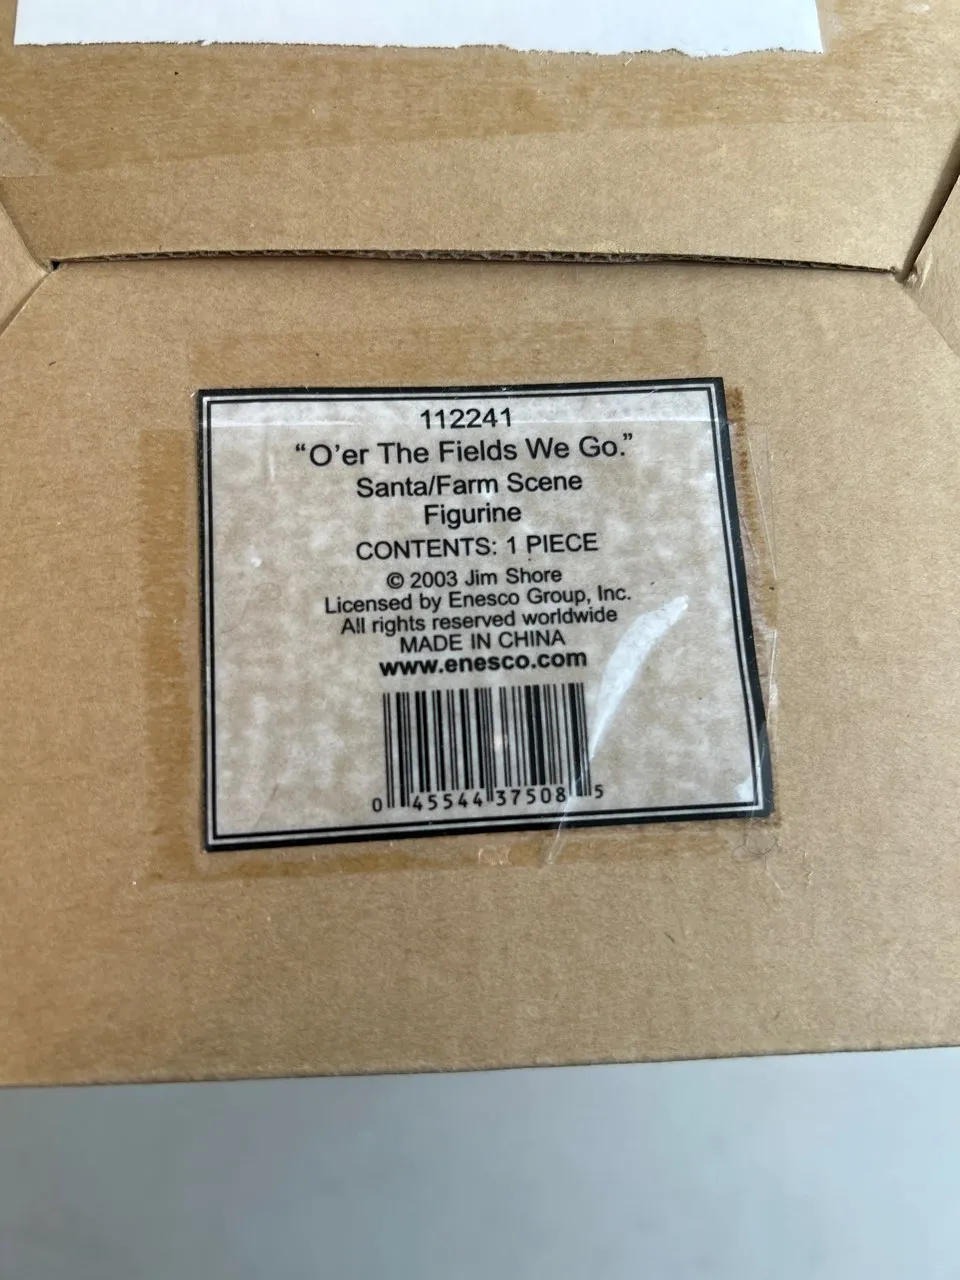 112241
“O’er The Fields We Go.”
Santa/Farm Scene
Figurine
CONTENTS: 1 PIECE
© 2003 Jim Shore
Licensed by Enesco Group, Inc.
All rights reserved worldwide
MADE IN CHINA
www.enesco.com
0 45544 37508 5